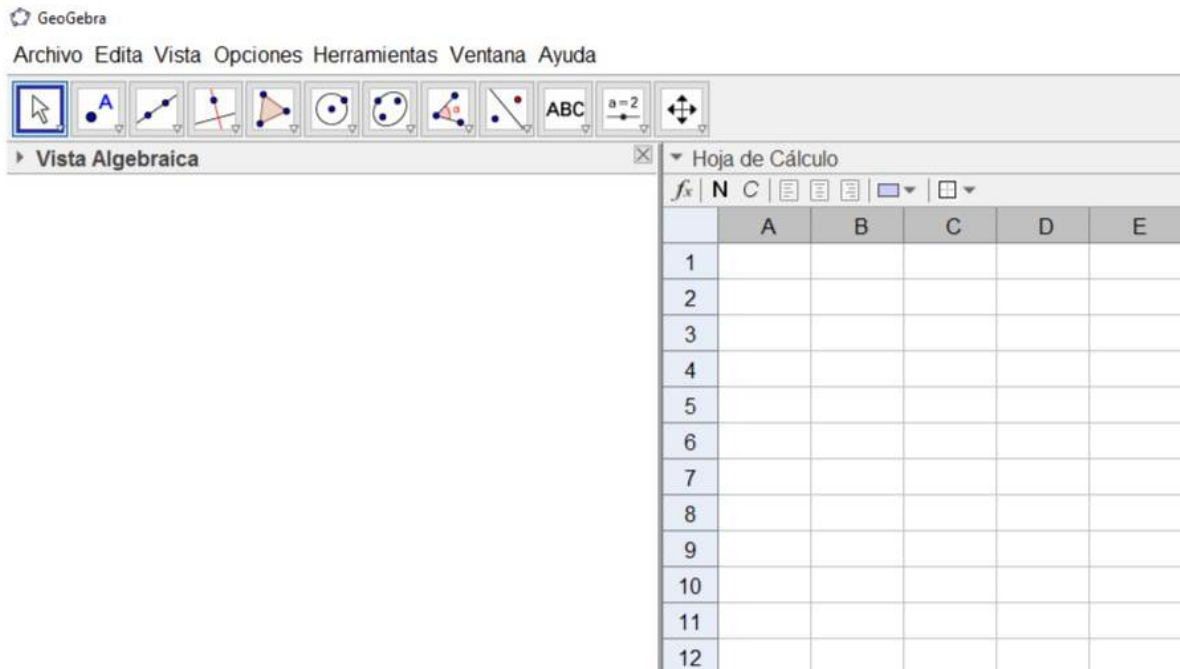 GeoGebra
Archivo Edita Vista Opciones Herramientas Ventana Ayuda
A α ABC a=2
Vista Algebraica
Hoja de Cálculo
fx N C
A B C D E
1
2
3
4
5
6
7
8
9
10
11
12